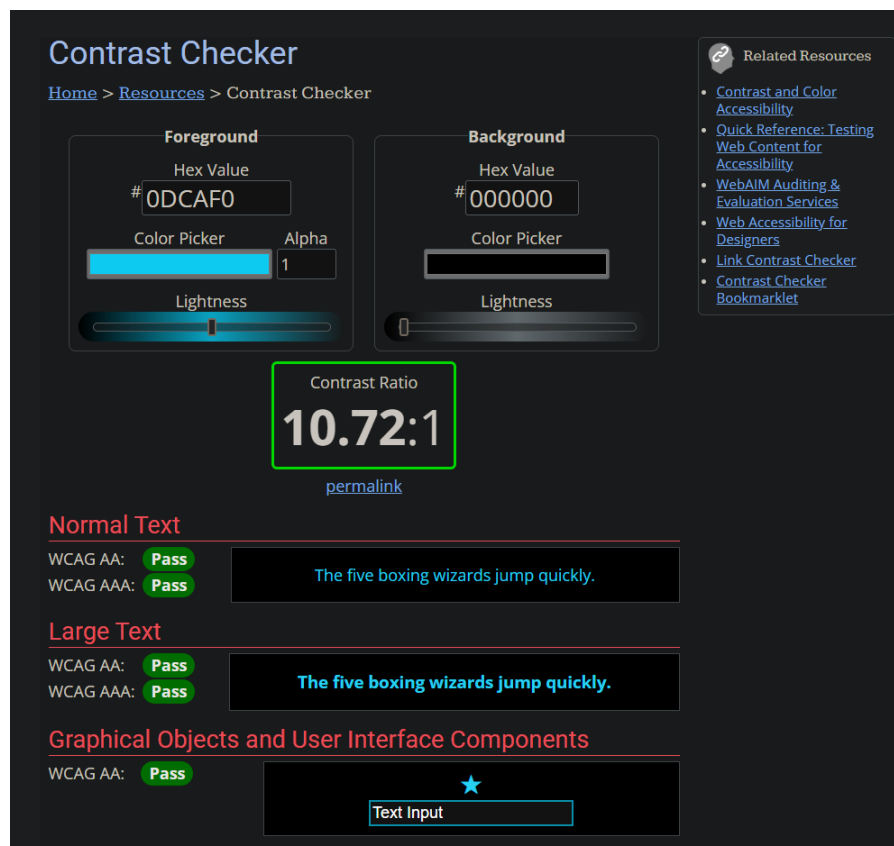 Contrast Checker
Home > Resources > Contrast Checker
Foreground
Hex Value
#0DCAF0
Color Picker
Alpha
1
Lightness
Background
Hex Value
#000000
Color Picker
Lightness
Contrast Ratio
10.72:1
permalink
Normal Text
WCAG AA: Pass
WCAG AAA: Pass
The five boxing wizards jump quickly.
Large Text
WCAG AA: Pass
WCAG AAA: Pass
The five boxing wizards jump quickly.
Graphical Objects and User Interface Components
WCAG AA: Pass
Text Input
Related Resources
Contrast and Color
Accessibility
Quick Reference: Testing
Web Content for
Accessibility
WebAIM Auditing &
Evaluation Services
Web Accessibility for
Designers
Link Contrast Checker
Contrast Checker
Bookmarklet